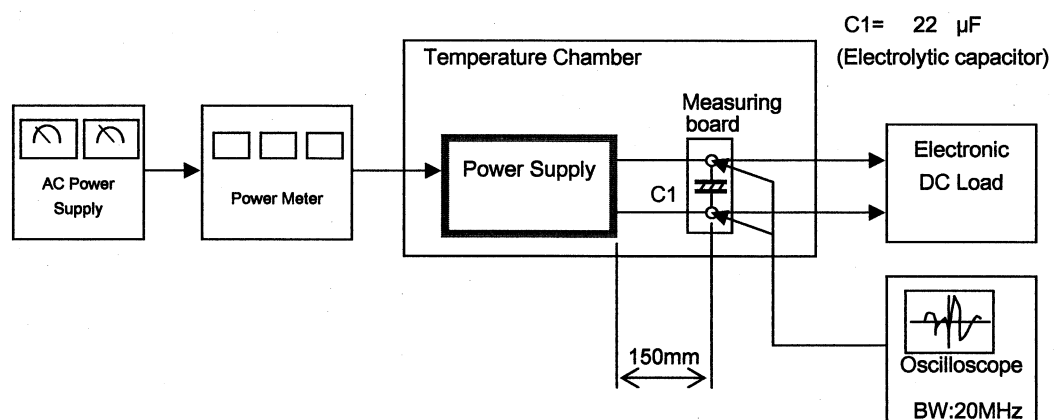 C1= 22 µF
(Electrolytic capacitor)
Temperature Chamber
Measuring
board
AC Power
Supply
Power Meter
Power Supply
C1
Electronic
DC Load
150mm
Oscilloscope
BW:20MHz